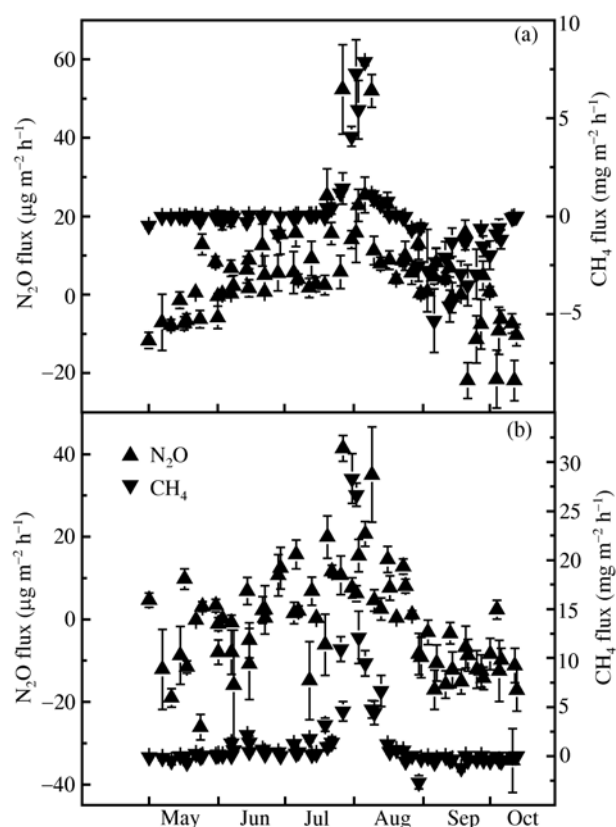 (a)
10
5
0
−5
60
40
20
0
−20
N₂O flux (μg m⁻² h⁻¹)
CH₄ flux (mg m⁻² h⁻¹)
(b)
N₂O
CH₄
40
20
0
−20
−40
30
25
20
15
10
5
0
N₂O flux (μg m⁻² h⁻¹)
CH₄ flux (mg m⁻² h⁻¹)
May Jun Jul Aug Sep Oct